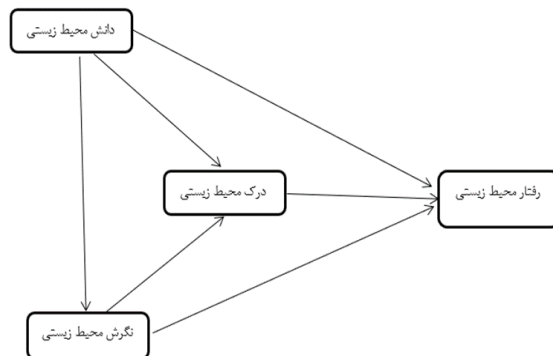 دانش محیط زیستی
درک محیط زیستی
رفتار محیط زیستی
نگرش محیط زیستی